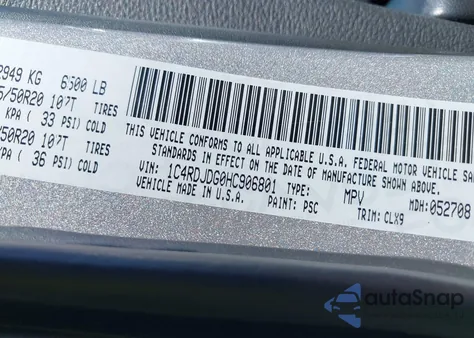 2949 KG 6500 LB
5/50R20 107T TIRES
KPA ( 33 PSI) COLD
/50R20 107T TIRES
KPA ( 36 PSI) COLD
THIS VEHICLE CONFORMS TO ALL APPLICABLE U.S.A. FEDERAL MOTOR VEHICLE SAF
STANDARDS IN EFFECT ON THE DATE OF MANUFACTURE SHOWN ABOVE.
VIN: 1C4RDJDG0HC906801 TYPE: MPV MDH: 052708
VEHICLE MADE IN U.S.A. PAINT: PSC TRIM: CLX9
autoSnap